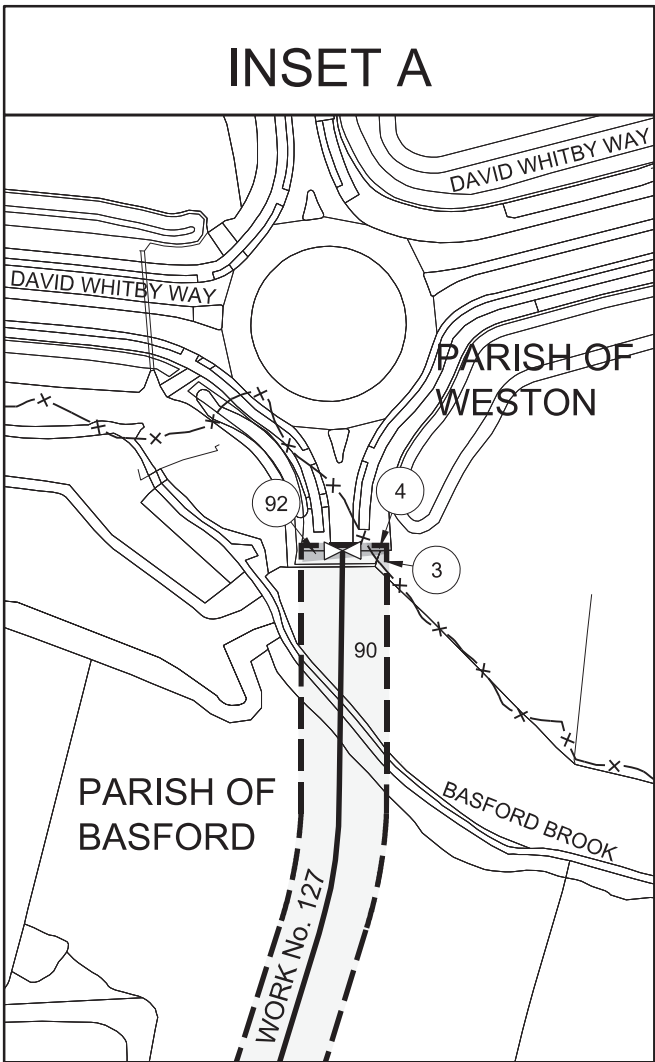 INSET A
DAVID WHITBY WAY
DAVID WHITBY WAY
PARISH OF
WESTON
92
4
3
90
PARISH OF
BASFORD
BASFORD BROOK
WORK No. 127